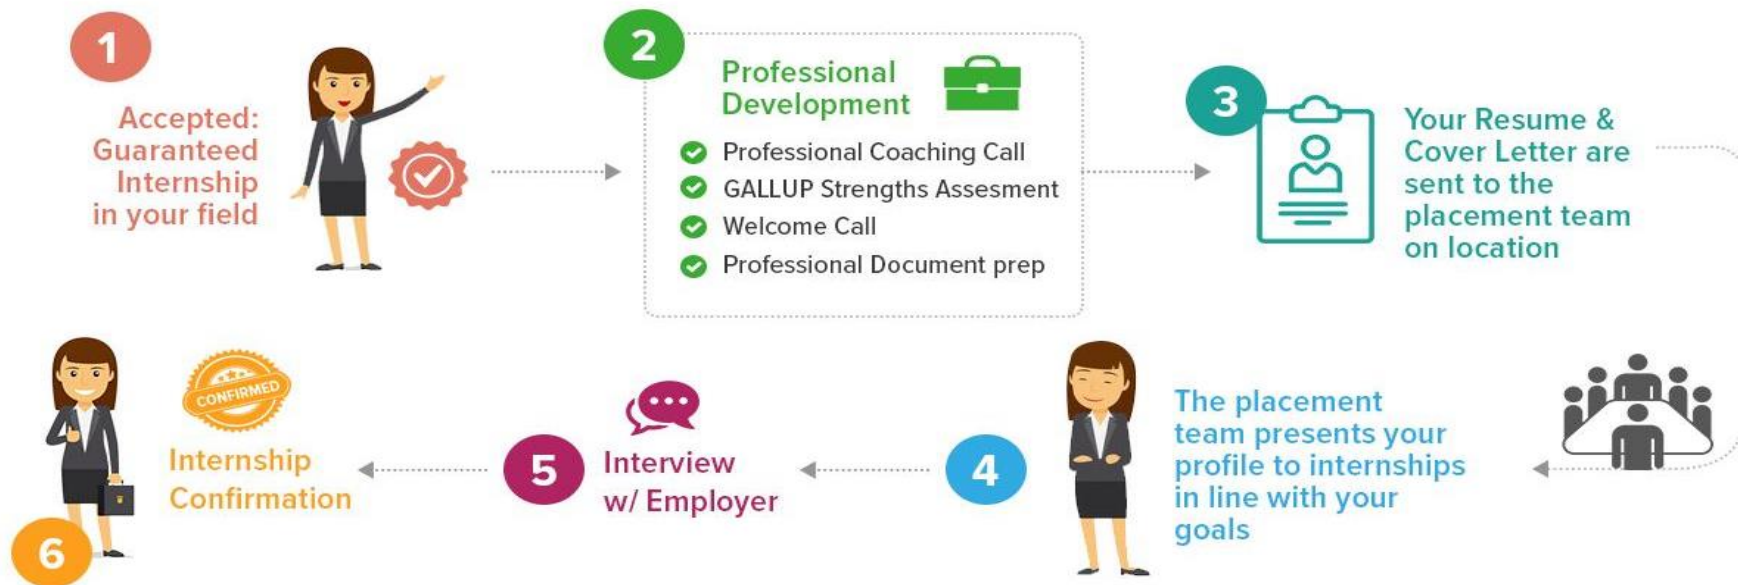 1
Accepted:
Guaranteed
Internship
in your field
2
Professional
Development
Professional Coaching Call
GALLUP Strengths Assesment
Welcome Call
Professional Document prep
3
Your Resume &
Cover Letter are
sent to the
placement team
on location
4
The placement
team presents your
profile to internships
in line with your
goals
5
Interview
w/ Employer
6
CONFIRMED
Internship
Confirmation